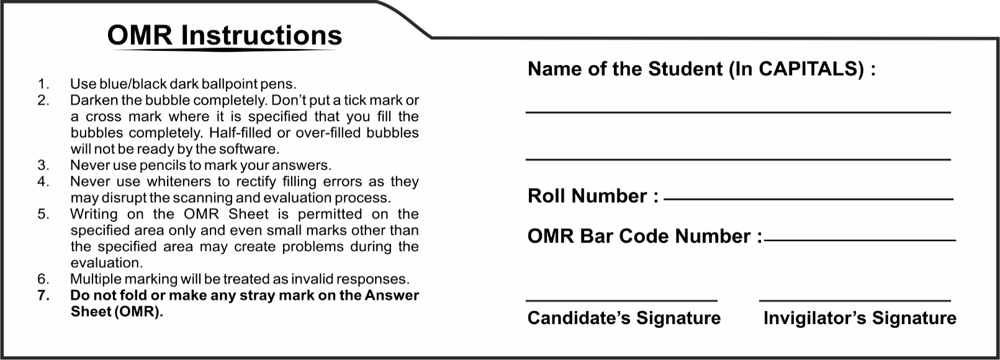 OMR Instructions
1. Use blue/black dark ballpoint pens.
2. Darken the bubble completely. Don't put a tick mark or
a cross mark where it is specified that you fill the
bubbles completely. Half-filled or over-filled bubbles
will not be ready by the software.
3. Never use pencils to mark your answers.
4. Never use whiteners to rectify filling errors as they
may disrupt the scanning and evaluation process.
5. Writing on the OMR Sheet is permitted on the
specified area only and even small marks other than
the specified area may create problems during the
evaluation.
6. Multiple marking will be treated as invalid responses.
7. Do not fold or make any stray mark on the Answer
Sheet (OMR).
Name of the Student (In CAPITALS) :
Roll Number :
OMR Bar Code Number :
Candidate's Signature
Invigilator's Signature